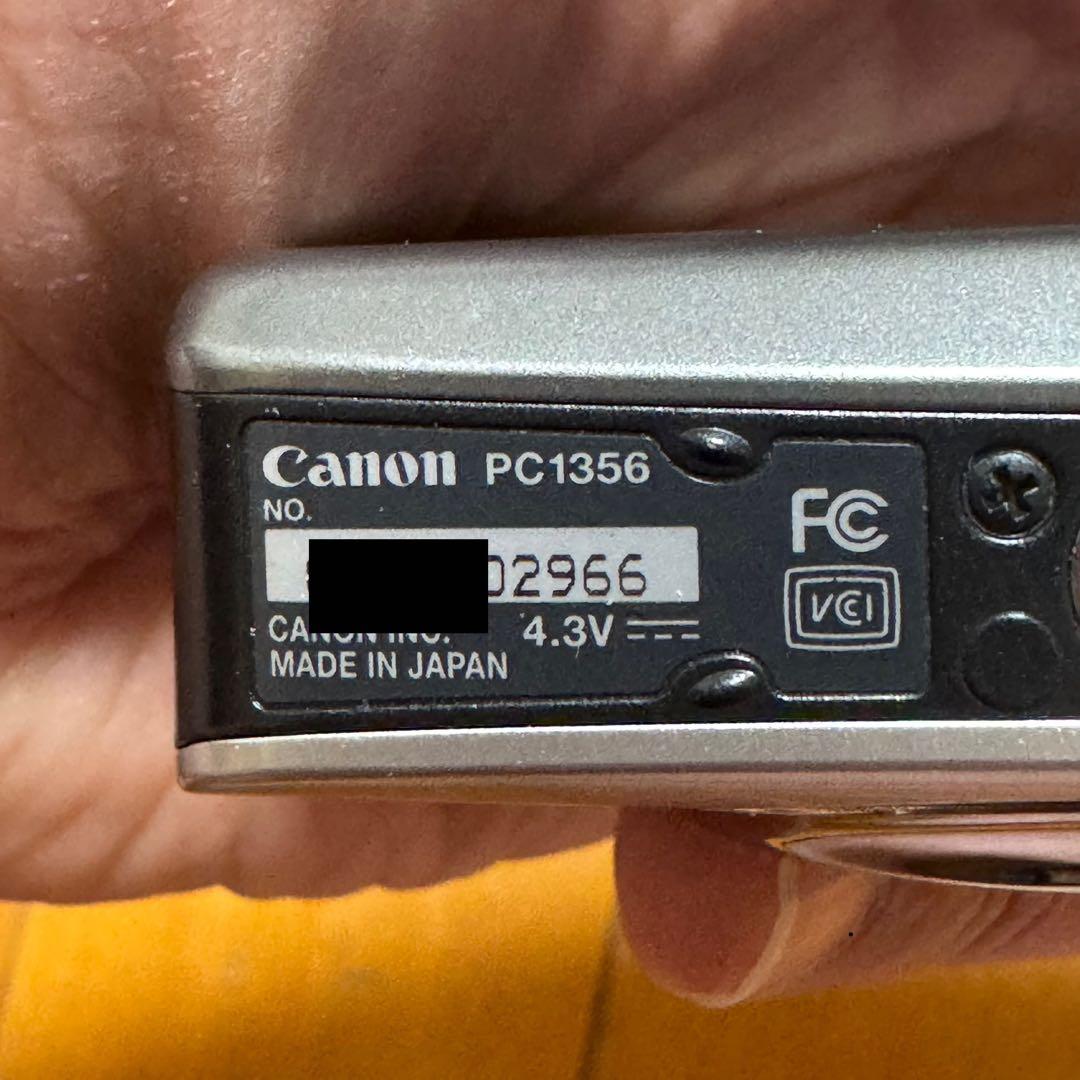 Canon PC1356
NO.
02966
CANON INC. 4.3V
MADE IN JAPAN
FC
VCI